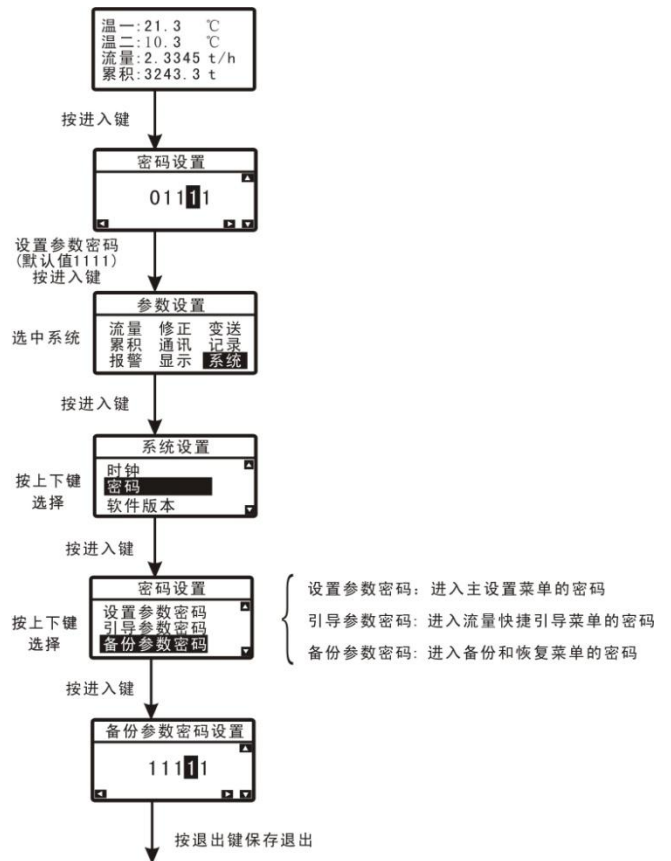 温一:21.3 ℃
温二:10.3 ℃
流量:2.3345 t/h
累积:3243.3 t
按进入键
密码设置
01111
设置参数密码
(默认值1111)
按进入键
参数设置
选中系统
流量 修正 变送
累积 通讯 记录
报警 显示 系统
按进入键
系统设置
按上下键
选择
时钟
密码
软件版本
按进入键
密码设置
按上下键
选择
设置参数密码
引导参数密码
备份参数密码
设置参数密码：进入主设置菜单的密码
引导参数密码：进入流量快捷引导菜单的密码
备份参数密码：进入备份和恢复菜单的密码
按进入键
备份参数密码设置
11111
按退出键保存退出